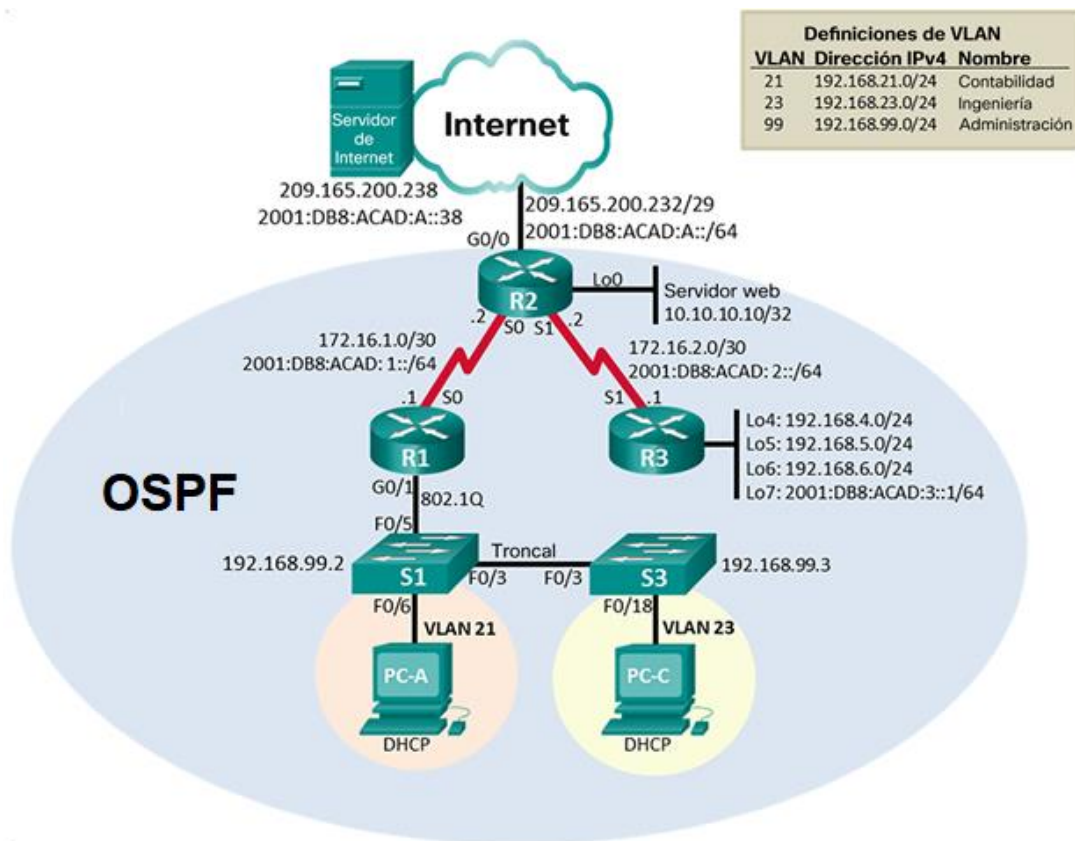 Definiciones de VLAN
VLAN Dirección IPv4 Nombre
21 192.168.21.0/24 Contabilidad
23 192.168.23.0/24 Ingeniería
99 192.168.99.0/24 Administración
Servidor
de
Internet
Internet
209.165.200.238
2001:DB8:ACAD:A::38
209.165.200.232/29
2001:DB8:ACAD:A::/64
G0/0
R2
Lo0
Servidor web
10.10.10.10/32
.2
S0
S1
.2
172.16.1.0/30
2001:DB8:ACAD: 1::/64
172.16.2.0/30
2001:DB8:ACAD: 2::/64
.1
S0
S1
.1
R1
R3
Lo4: 192.168.4.0/24
Lo5: 192.168.5.0/24
Lo6: 192.168.6.0/24
Lo7: 2001:DB8:ACAD:3::1/64
OSPF
G0/1
802.1Q
F0/5
Troncal
192.168.99.2
S1
F0/3
F0/3
S3
192.168.99.3
F0/6
F0/18
VLAN 21
VLAN 23
PC-A
PC-C
DHCP
DHCP